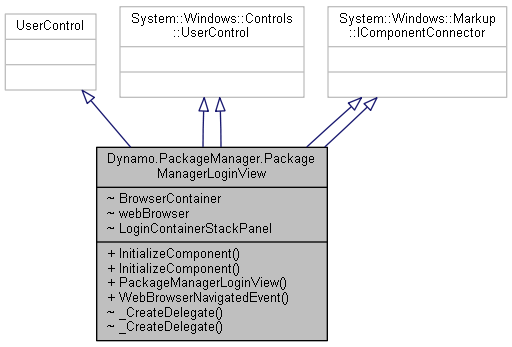 UserControl
System::Windows::Controls
::UserControl
System::Windows::Markup
::IComponentConnector
Dynamo.PackageManager.Package
ManagerLoginView
~ BrowserContainer
~ webBrowser
~ LoginContainerStackPanel
+ InitializeComponent()
+ InitializeComponent()
+ PackageManagerLoginView()
+ WebBrowserNavigatedEvent()
~ _CreateDelegate()
~ _CreateDelegate()